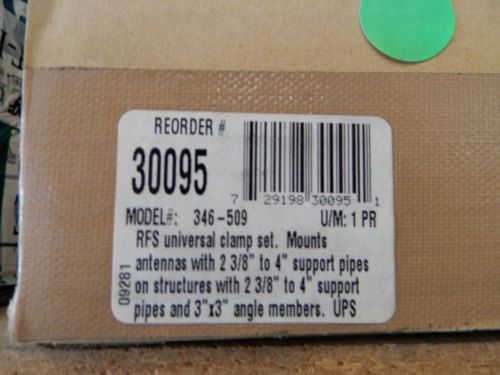 REORDER #
30095
7 29198 30095 1
MODEL#: 346-509 U/M: 1 PR
RFS universal clamp set. Mounts
antennas with 2 3/8" to 4" support pipes
on structures with 2 3/8" to 4" support
pipes and 3"x3" angle members. UPS
09281